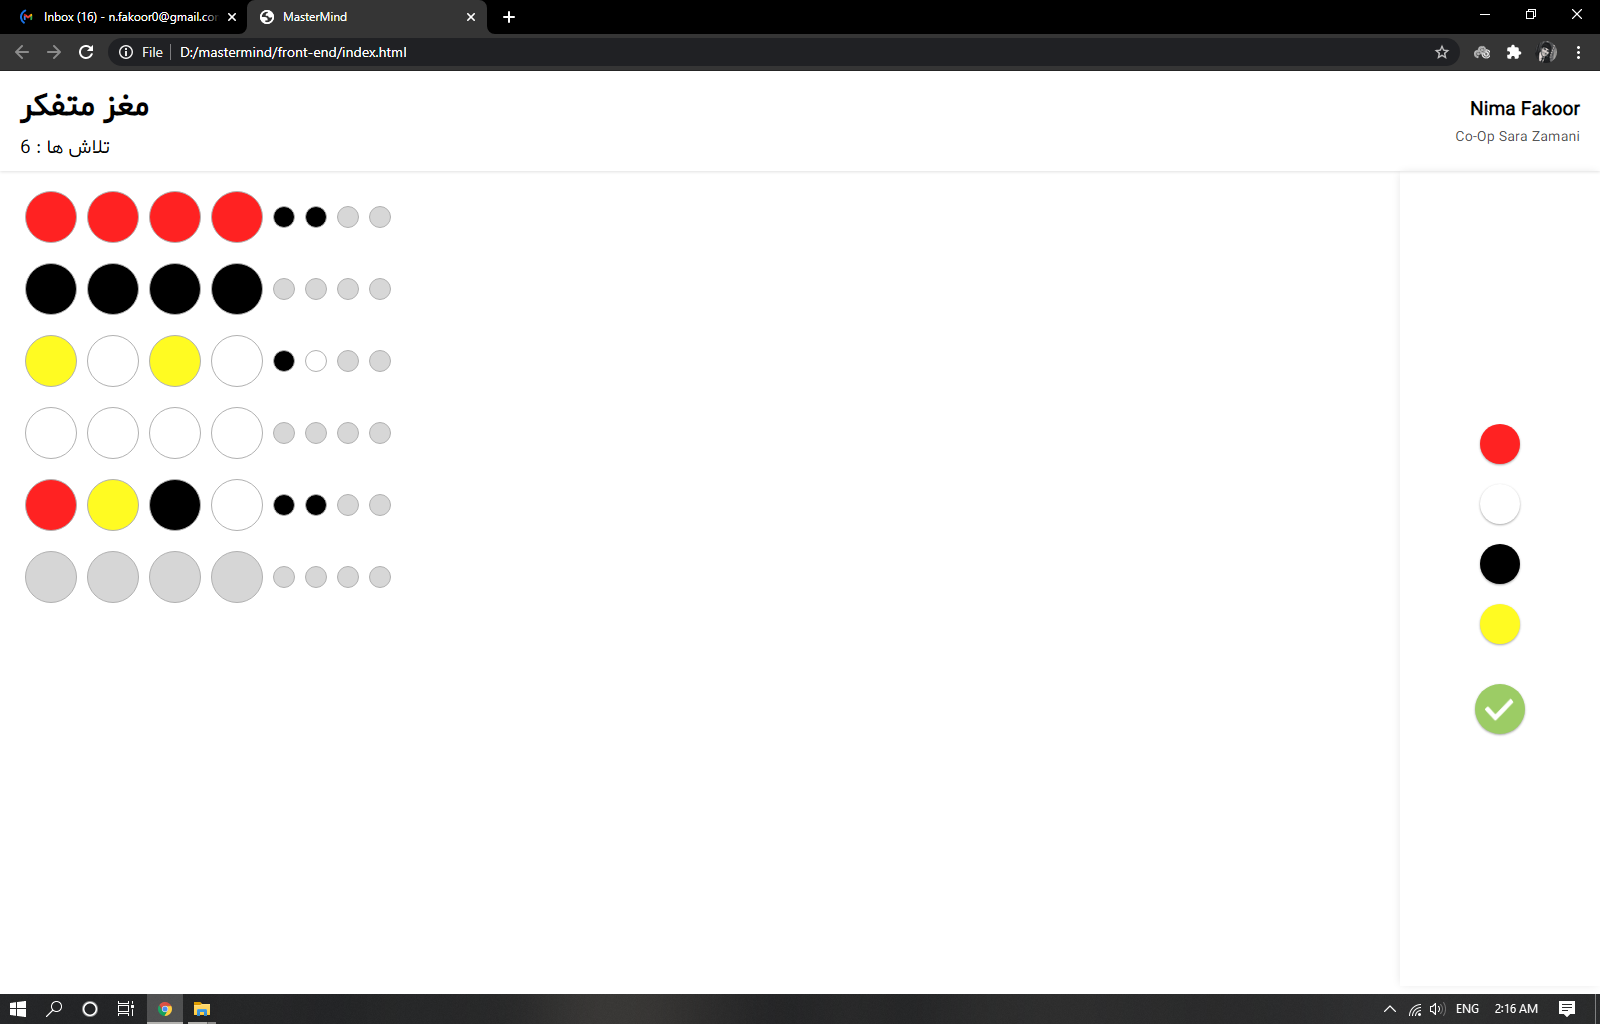 Inbox (16) - n.fakoor0@gmail.co
MasterMind
File
D:/mastermind/front-end/index.html
مغز متفکر
تلاش ها : 6
Nima Fakoor
Co-Op Sara Zamani
ENG
2:16 AM